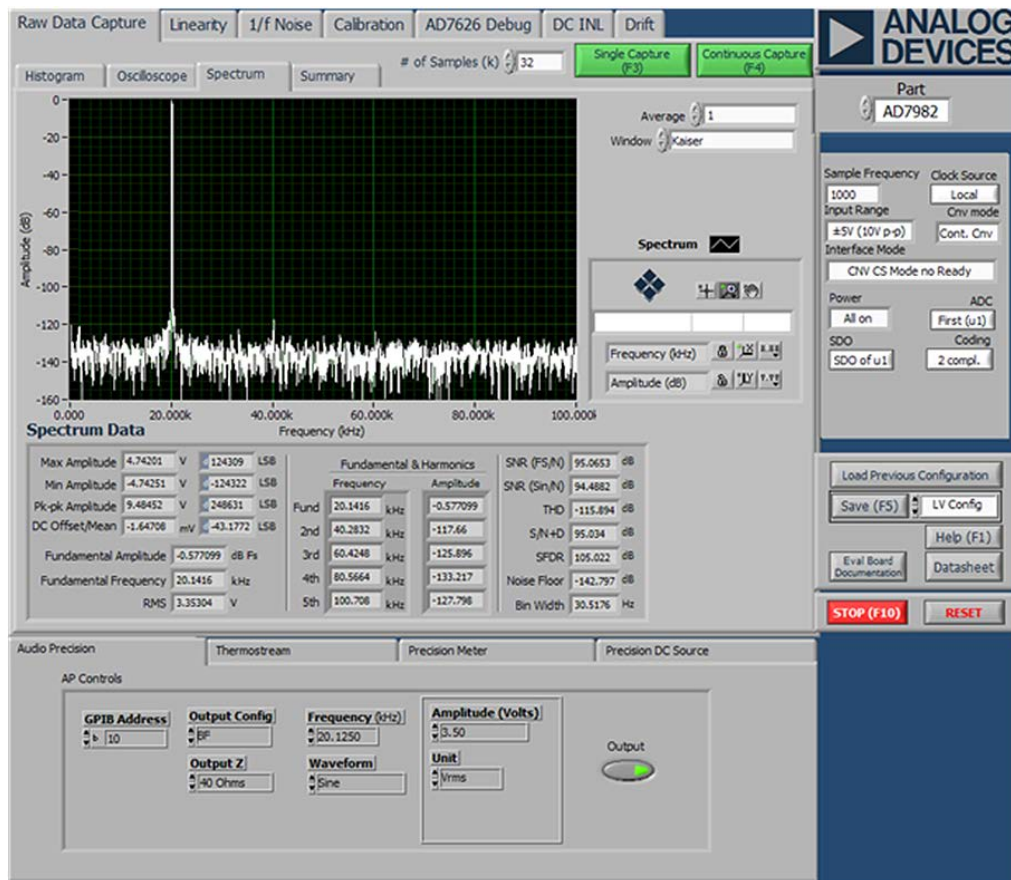 Raw Data Capture Linearity 1/f Noise Calibration AD7626 Debug DC INL Drift
ANALOG
DEVICES
# of Samples (k) 32 Single Capture (F3) Continuous Capture (F4)
Histogram Oscilloscope Spectrum Summary
Part
AD7982
Average 1
Window Kaiser
Amplitude (dB)
0
-20
-40
-60
-80
-100
-120
-140
-160
0.000 20.000k 40.000k 60.000k 80.000k 100.000k
Frequency (kHz)
Spectrum
Frequency (kHz)
Amplitude (dB)
Sample Frequency Clock Source
1000 Local
Input Range Cnv mode
±5V (10V p-p) Cont. Cnv
Interface Mode
CNV CS Mode no Ready
Power ADC
All on First (u1)
SDO Coding
SDO of u1 2 compl.
Spectrum Data
Max Amplitude 4.74201 V 124309 LSB
Min Amplitude -4.74251 V -124322 LSB
Pk-pk Amplitude 9.48452 V 248631 LSB
DC Offset/Mean -1.64708 mV -43.1772 LSB
Fundamental Amplitude -0.577099 dB Fs
Fundamental Frequency 20.1416 kHz
RMS 3.35304 V
Fundamental & Harmonics
Frequency Amplitude
Fund 20.1416 kHz -0.577099
2nd 40.2832 kHz -117.66
3rd 60.4248 kHz -125.896
4th 80.5664 kHz -133.217
5th 100.708 kHz -127.798
SNR (FS/N) 95.0653 dB
SNR (Sin/N) 94.4882 dB
THD -115.894 dB
S/N+D 95.034 dB
SFDR 105.022 dB
Noise Floor -142.797 dB
Bin Width 30.5176 Hz
Load Previous Configuration
Save (F5) LV Config
Help (F1)
Eval Board Documentation Datasheet
STOP (F10) RESET
Audio Precision Thermostream Precision Meter Precision DC Source
AP Controls
GPIB Address Output Config Frequency (kHz) Amplitude (Volts)
10 BF 20.1250 3.50
Output Z Waveform Unit Output
40 Ohms Sine Vrms